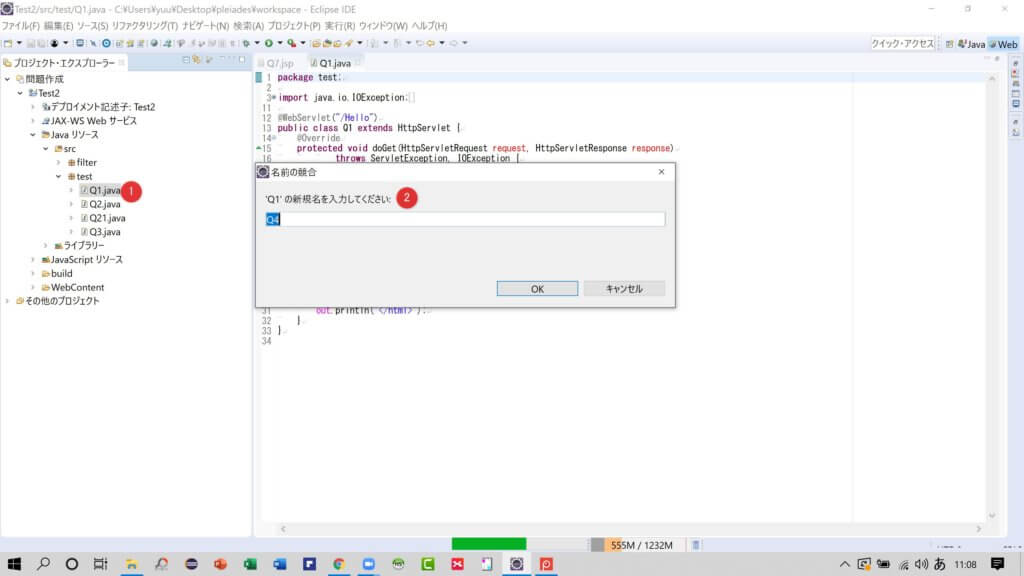 Test2/src/test/Q1.java - C:¥Users¥yuu¥Desktop¥pleiades¥workspace - Eclipse IDE
ファイル(F) 編集(E) ソース(S) リファクタリング(T) ナビゲート(N) 検索(A) プロジェクト(P) 実行(R) ウィンドウ(W) ヘルプ(H)
クイック・アクセス Java Web
プロジェクト・エクスプローラー
Q7.jsp Q1.java
問題作成
Test2
デプロイメント記述子: Test2
JAX-WS Web サービス
Java リソース
src
filter
test
Q1.java 1
Q2.java
Q21.java
Q3.java
ライブラリー
JavaScript リソース
build
WebContent
その他のプロジェクト
1 package test;
2
3 import java.io.IOException;
11
12 @WebServlet("/Hello")
13 public class Q1 extends HttpServlet {
14 @Override
15 protected void doGet(HttpServletRequest request, HttpServletResponse response)
16 throws ServletException, IOException {
名前の競合
'Q1' の新規名を入力してください: 2
Q4
OK キャンセル
31 out.println("</html>");
32 }
33 }
34
555M / 1232M
あ 11:08